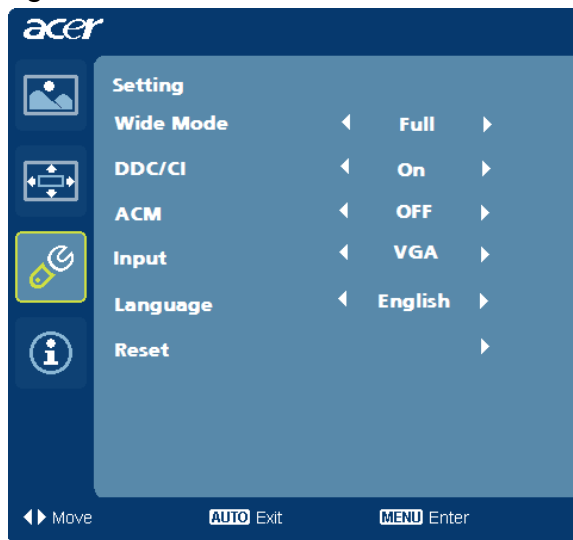 acer
Setting
Wide Mode Full
DDC/CI On
ACM OFF
Input VGA
Language English
Reset
Move AUTO Exit MENU Enter